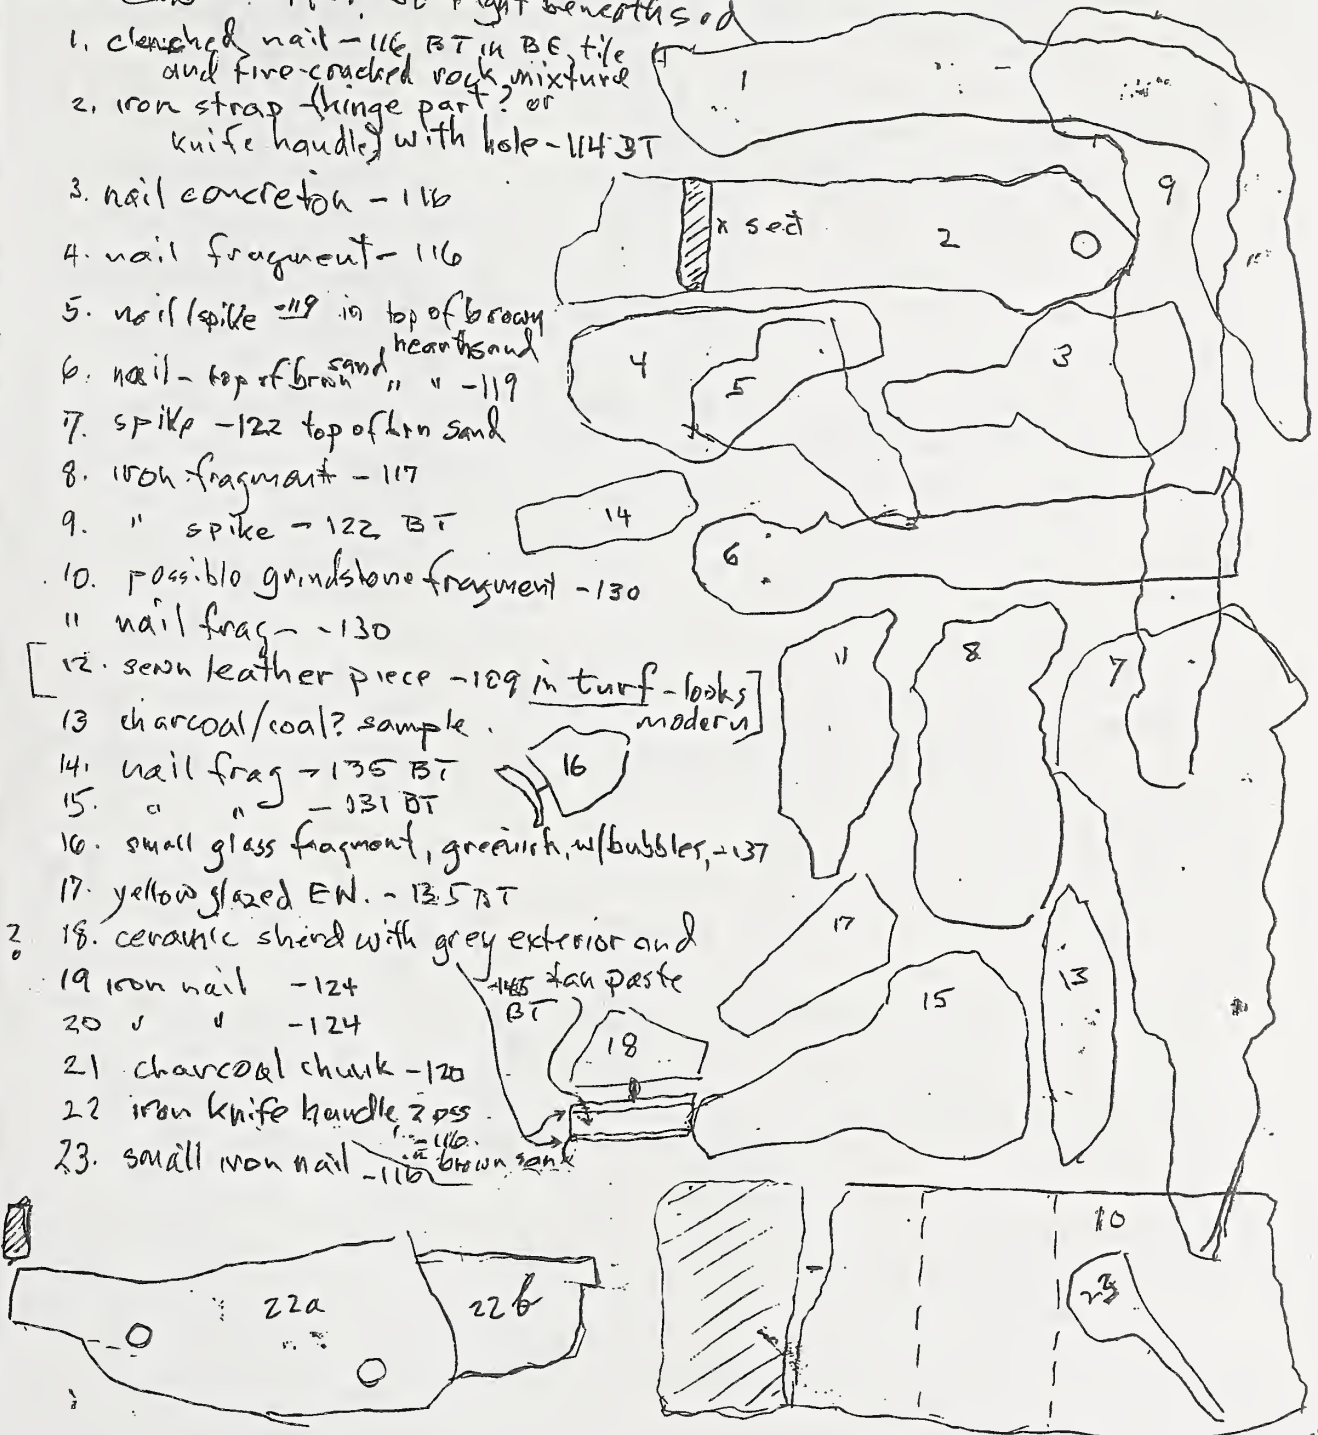 right beneath sod
1. clenched nail - 116 BT in BE, tile
and fire-cracked rock mixture
2. iron strap (hinge part? or
knife handle) with hole - 114 BT
3. nail concretion - 116
4. nail fragment - 116
5. nail/spike -119 in top of brown
hearth sand
6. nail - top of brown sand " " -119
7. spike -122 top of brn sand
8. iron fragment - 117
9. " spike - 122 BT
10. possible grindstone fragment -130
11 nail frag - -130
[12. sewn leather piece -109 in turf - looks
modern]
13 charcoal/coal? sample
14. nail frag - 135 BT
15. " " - 131 BT
16. small glass fragment, greenish, w/bubbles, -137
17. yellow glazed EW. - 135 BT
? 18. ceramic sherd with grey exterior and
tan paste
BT
19 iron nail -124
20 " " -124
21 charcoal chunk -120
22 iron knife handle 2 pss
-116
23. small iron nail -116 brown sand
1
9
x sect
2
4
5
3
14
6
11
8
7
16
17
15
13
18
10
23
22a
22b